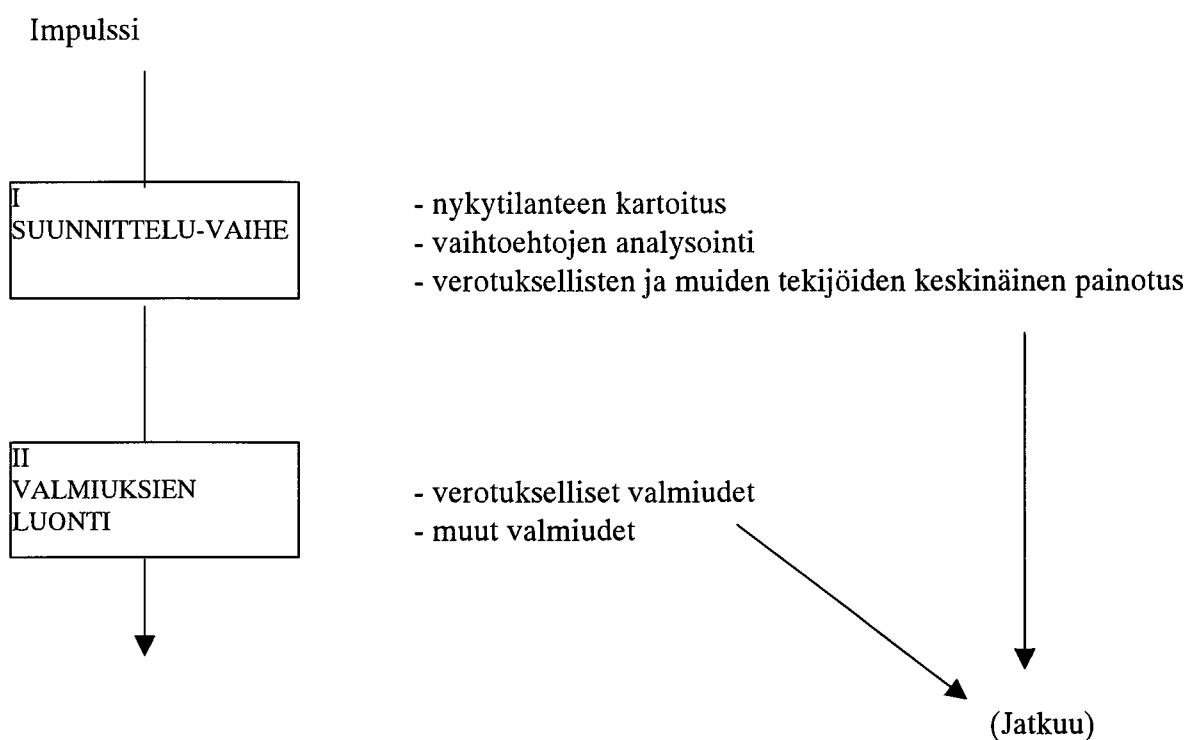 Impulssi
I
SUUNNITTELU-VAIHE
- nykytilanteen kartoitus
- vaihtoehtojen analysointi
- verotuksellisten ja muiden tekijöiden keskinäinen painotus
II
VALMIUKSIEN
LUONTI
- verotukselliset valmiudet
- muut valmiudet
(Jatkuu)